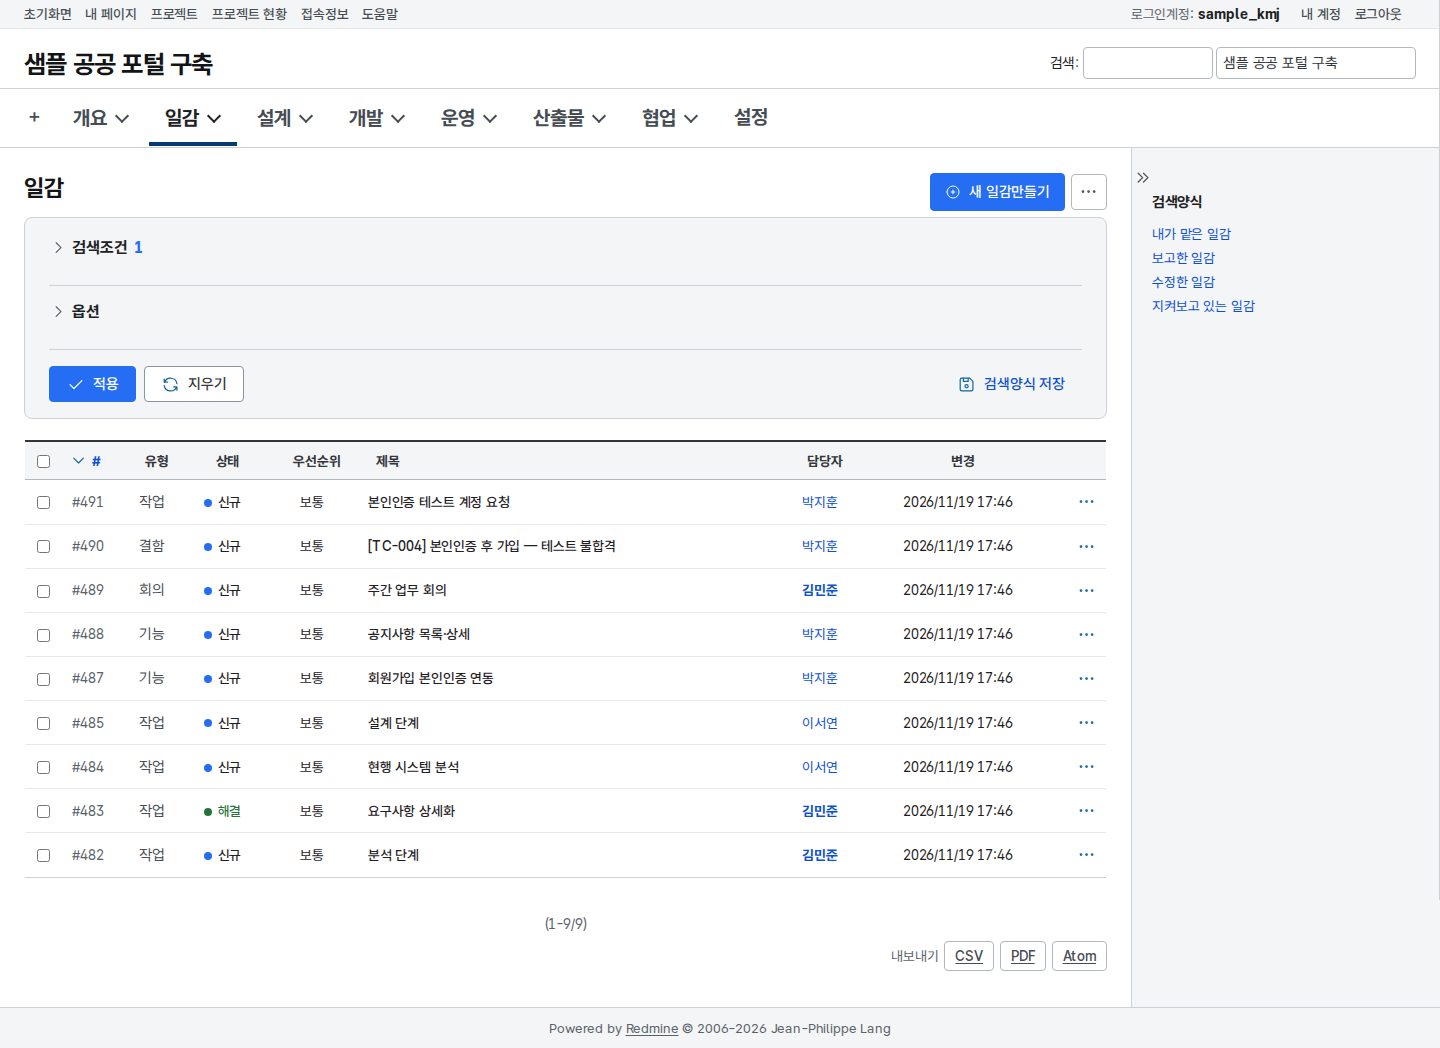 초기화면 내 페이지 프로젝트 프로젝트 현황 접속정보 도움말 로그인계정: sample_kmj 내 계정 로그아웃
샘플 공공 포털 구축 검색: 샘플 공공 포털 구축
+ 개요 일감 설계 개발 운영 산출물 협업 설정
일감 새 일감만들기 ...
검색조건 1
옵션
적용 지우기 검색양식 저장
# 유형 상태 우선순위 제목 담당자 변경
#491 작업 신규 보통 본인인증 테스트 계정 요청 박지훈 2026/11/19 17:46 ...
#490 결함 신규 보통 [TC-004] 본인인증 후 가입 — 테스트 불합격 박지훈 2026/11/19 17:46 ...
#489 회의 신규 보통 주간 업무 회의 김민준 2026/11/19 17:46 ...
#488 기능 신규 보통 공지사항 목록·상세 박지훈 2026/11/19 17:46 ...
#487 기능 신규 보통 회원가입 본인인증 연동 박지훈 2026/11/19 17:46 ...
#485 작업 신규 보통 설계 단계 이서연 2026/11/19 17:46 ...
#484 작업 신규 보통 현행 시스템 분석 이서연 2026/11/19 17:46 ...
#483 작업 해결 보통 요구사항 상세화 김민준 2026/11/19 17:46 ...
#482 작업 신규 보통 분석 단계 김민준 2026/11/19 17:46 ...
(1-9/9)
내보내기 CSV PDF Atom
검색양식
내가 맡은 일감
보고한 일감
수정한 일감
지켜보고 있는 일감
Powered by Redmine © 2006-2026 Jean-Philippe Lang